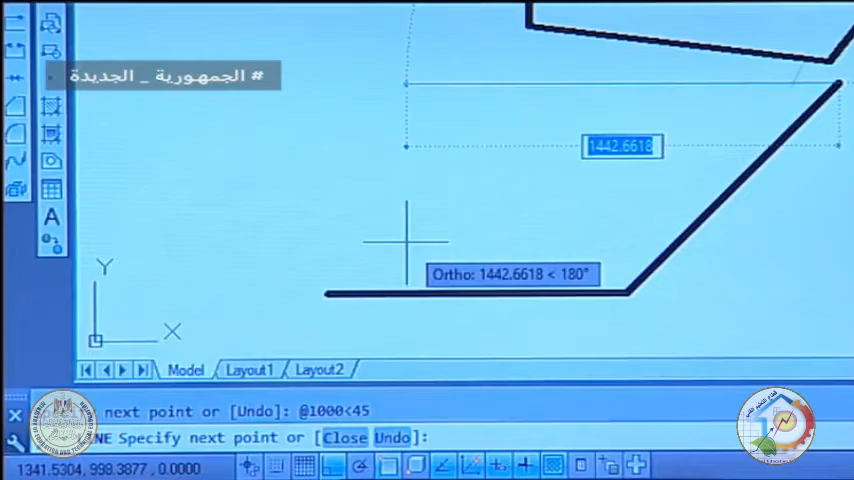 # الجمهورية _ الجديدة
1442.6618
Ortho: 1442.6618 < 180°
Y
X
A
Model Layout1 Layout2
next point or [Undo]: @1000<45
NE Specify next point or [Close Undo]:
1341.5304, 998.3877, 0.0000